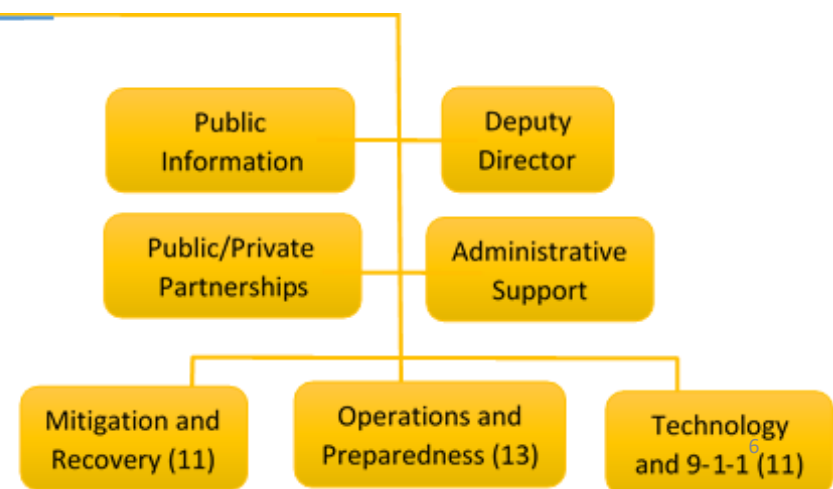 Public
Information
Deputy
Director
Public/Private
Partnerships
Administrative
Support
Mitigation and
Recovery (11)
Operations and
Preparedness (13)
Technology
and 9-1-1 (11)
6